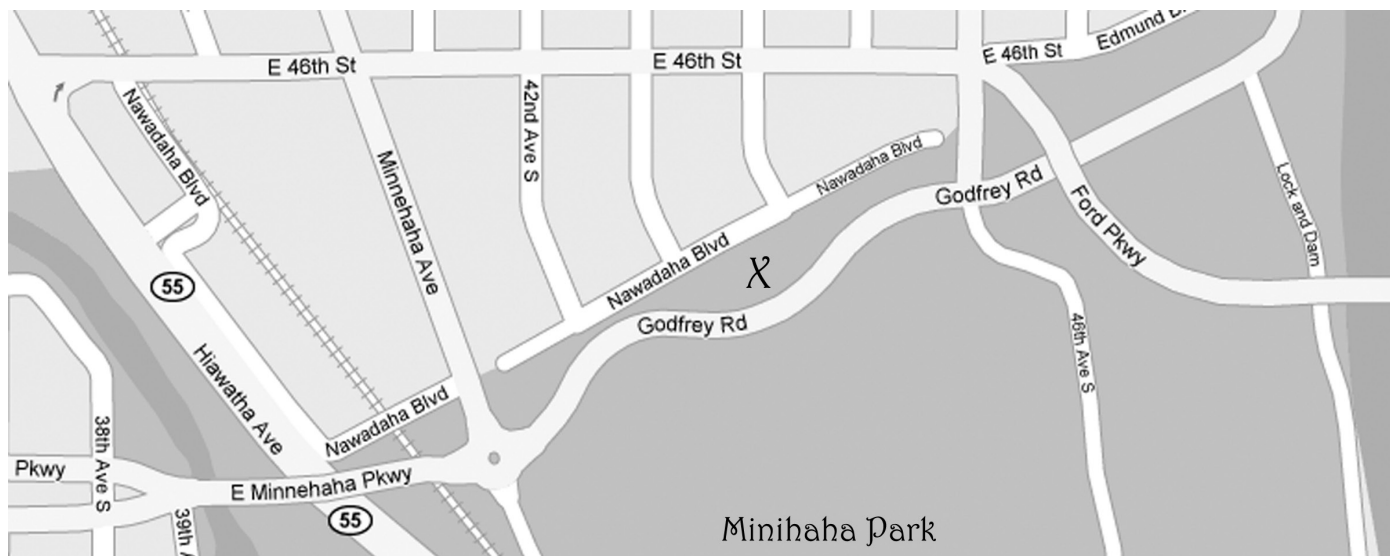 E 46th St
E 46th St
E 46th St
Edmund
Nawadaha Blvd
42nd Ave S
Minnehaha Ave
Nawadaha Blvd
Godfrey Rd
Lock and Dam
Ford Pkwy
Nawadaha Blvd
X
55
Godfrey Rd
46th Ave S
Hiawatha Ave
Nawadaha Blvd
38th Ave S
Pkwy
E Minnehaha Pkwy
39th
55
Minihaha Park